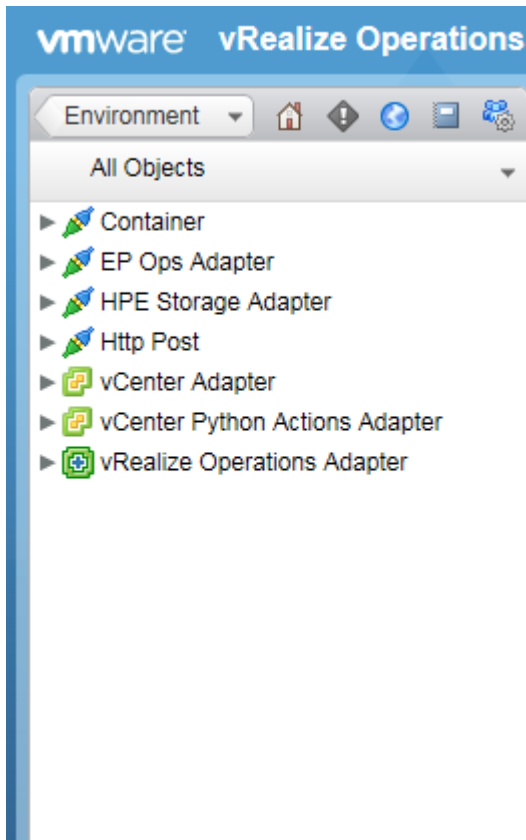 vmware vRealize Operations
Environment
All Objects
Container
EP Ops Adapter
HPE Storage Adapter
Http Post
vCenter Adapter
vCenter Python Actions Adapter
vRealize Operations Adapter